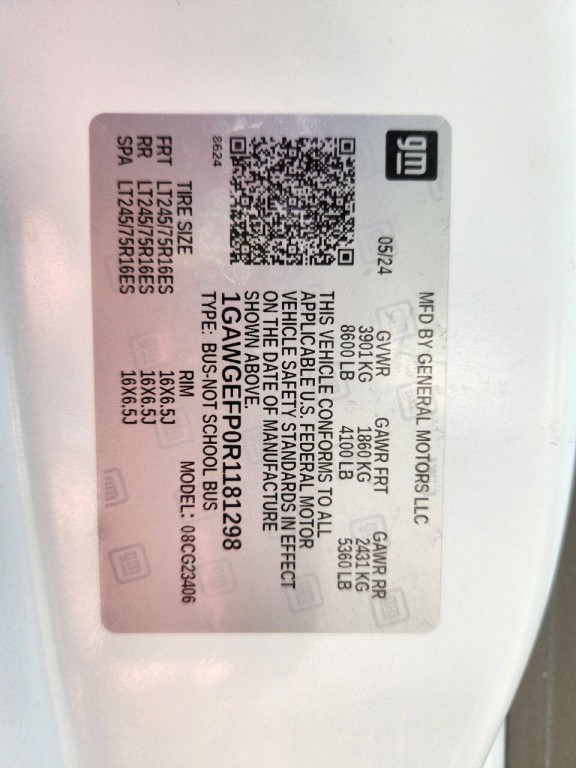 gm
MFD BY GENERAL MOTORS LLC
05/24
GVWR GAWR FRT GAWR RR
3901 KG 1860 KG 2431 KG
8600 LB 4100 LB 5360 LB
THIS VEHICLE CONFORMS TO ALL
APPLICABLE U.S. FEDERAL MOTOR
VEHICLE SAFETY STANDARDS IN EFFECT
ON THE DATE OF MANUFACTURE
SHOWN ABOVE.
1GAWGEFP0R1181298
TYPE: BUS-NOT SCHOOL BUS
8624
MODEL: 08CG23406
TIRE SIZE RIM
FRT LT245/75R16ES 16X6.5J
RR LT245/75R16ES 16X6.5J
SPA LT245/75R16ES 16X6.5J